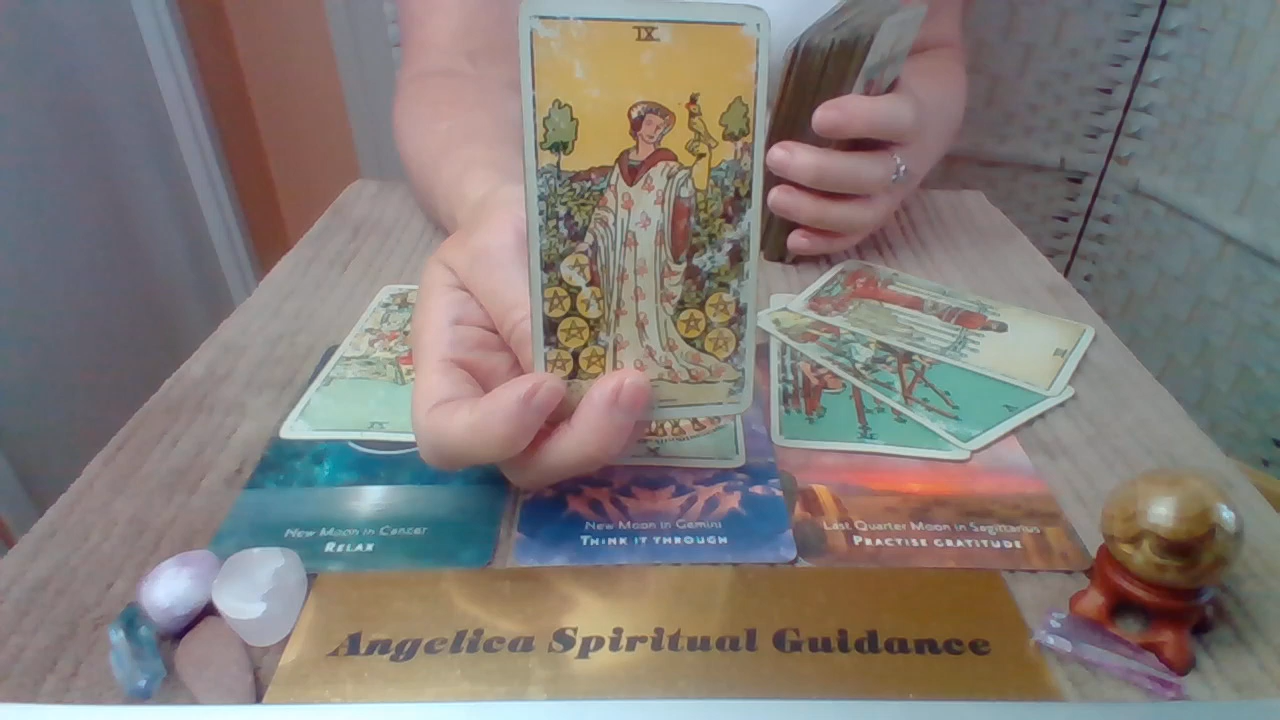 IX
New Moon in Cancer
RELAX
New Moon in Gemini
THINK IT THROUGH
Last Quarter Moon in Sagittarius
PRACTISE GRATITUDE
Angelica Spiritual Guidance